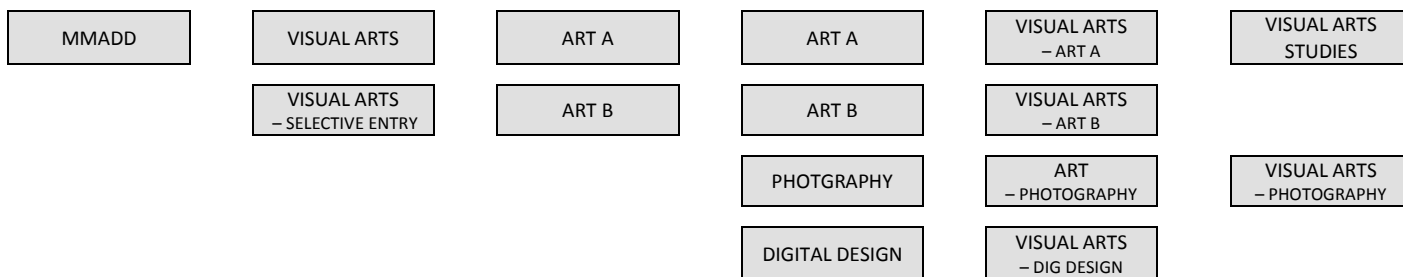 MMADD
VISUAL ARTS
ART A
ART A
VISUAL ARTS
– ART A
VISUAL ARTS
STUDIES
VISUAL ARTS
– SELECTIVE ENTRY
ART B
ART B
VISUAL ARTS
– ART B
PHOTGRAPHY
ART
– PHOTOGRAPHY
VISUAL ARTS
– PHOTOGRAPHY
DIGITAL DESIGN
VISUAL ARTS
– DIG DESIGN